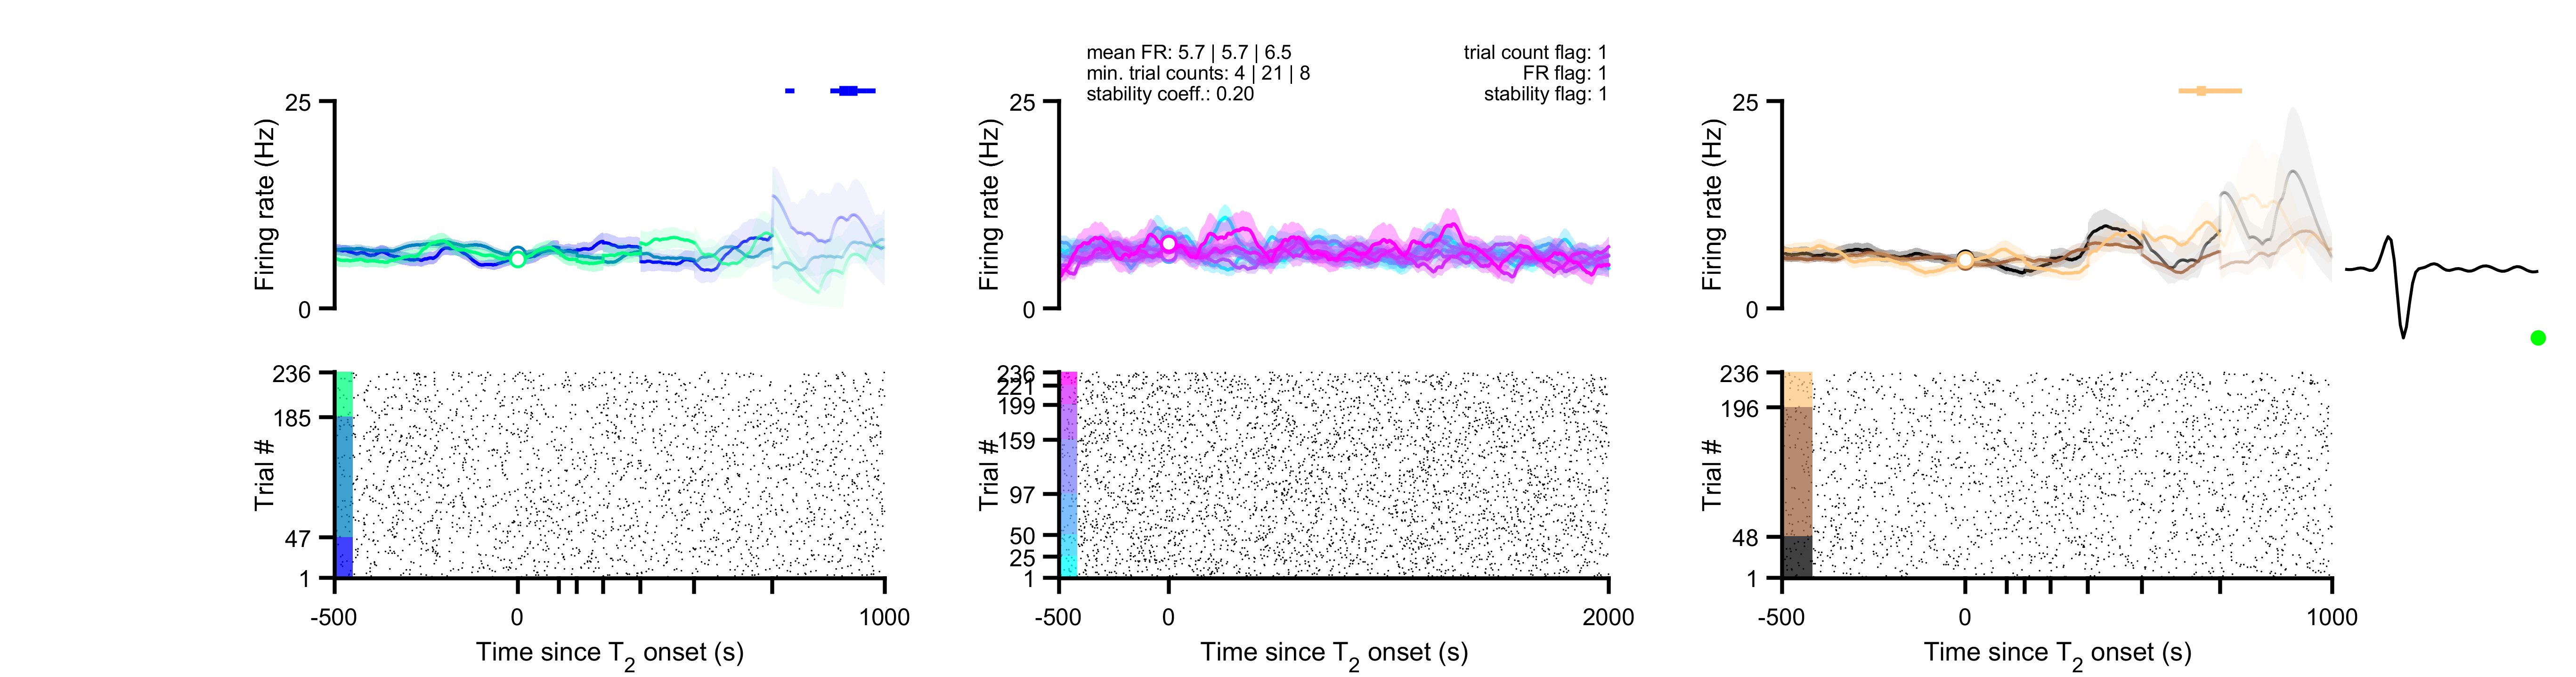 mean FR: 5.7 | 5.7 | 6.5
min. trial counts: 4 | 21 | 8
stability coeff.: 0.20
trial count flag: 1
FR flag: 1
stability flag: 1
25
0
Firing rate (Hz)
25
0
Firing rate (Hz)
25
0
Firing rate (Hz)
236
185
47
1
Trial #
-500
0
1000
Time since T2 onset (s)
236
221
199
159
97
50
25
1
Trial #
-500
0
2000
Time since T2 onset (s)
236
196
48
1
Trial #
-500
0
1000
Time since T2 onset (s)